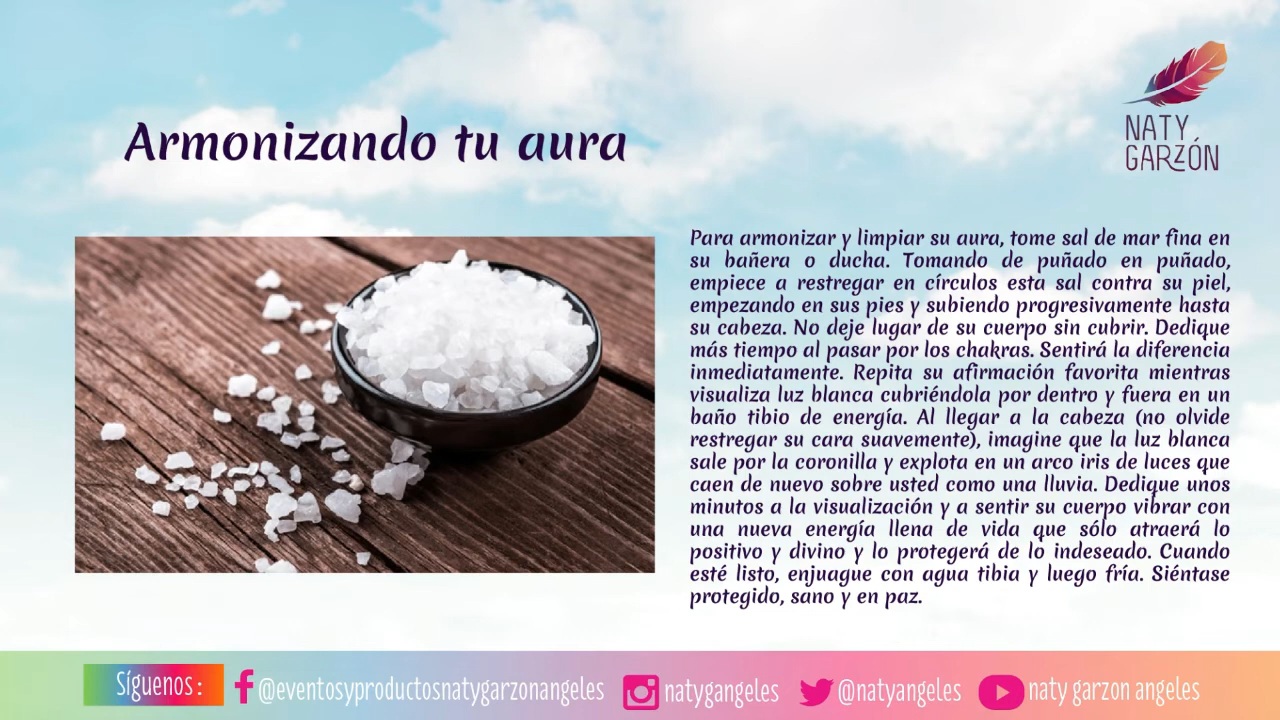 Armonizando tu aura
NATY
GARZÓN
Para armonizar y limpiar su aura, tome sal de mar fina en
su bañera o ducha. Tomando de puñado en puñado,
empiece a restregar en círculos esta sal contra su piel,
empezando en sus pies y subiendo progresivamente hasta
su cabeza. No deje lugar de su cuerpo sin cubrir. Dedique
más tiempo al pasar por los chakras. Sentirá la diferencia
inmediatamente. Repita su afirmación favorita mientras
visualiza luz blanca cubriéndola por dentro y fuera en un
baño tibio de energía. Al llegar a la cabeza (no olvide
restregar su cara suavemente), imagine que la luz blanca
sale por la coronilla y explota en un arco iris de luces que
caen de nuevo sobre usted como una lluvia. Dedique unos
minutos a la visualización y a sentir su cuerpo vibrar con
una nueva energía llena de vida que sólo atraerá lo
positivo y divino y lo protegerá de lo indeseado. Cuando
esté listo, enjuague con agua tibia y luego fría. Siéntase
protegido, sano y en paz.
Síguenos: @eventosyproductosnatygarzonangeles natygangeles @natyangeles naty garzon angeles